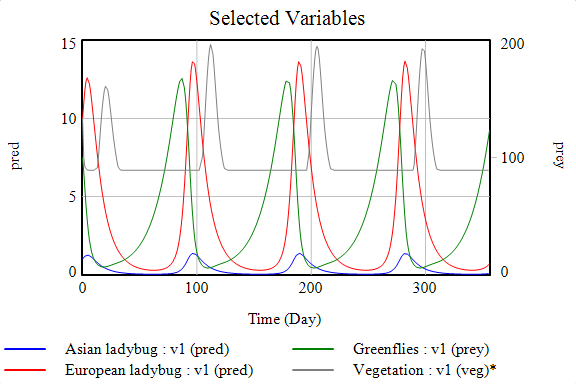 Selected Variables
15
10
5
0
pred
200
100
0
prey
0
100
200
300
Time (Day)
Asian ladybug : v1 (pred)
Greenflies : v1 (prey)
European ladybug : v1 (pred)
Vegetation : v1 (veg)*